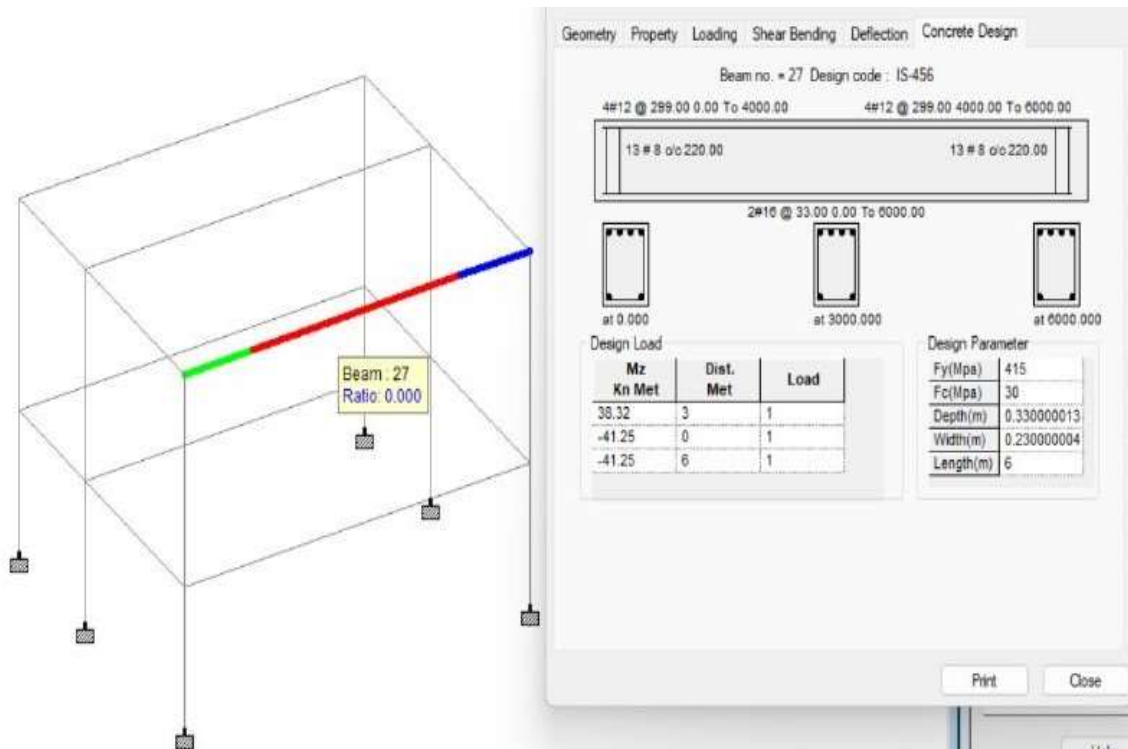 Geometry Property Loading Shear Bending Deflection Concrete Design
Beam no. = 27 Design code : IS-456
4#12 @ 299.00 0.00 To 4000.00 4#12 @ 299.00 4000.00 To 6000.00
13 # 8 o/c 220.00 13 # 8 o/c 220.00
2#16 @ 33.00 0.00 To 6000.00
at 0.000 at 3000.000 at 6000.000
Design Load
Mz Dist. Load
Kn Met Met
38.32 3 1
-41.25 0 1
-41.25 6 1
Design Parameter
Fy(Mpa) 415
Fc(Mpa) 30
Depth(m) 0.330000013
Width(m) 0.230000004
Length(m) 6
Beam : 27
Ratio: 0.000
Print Close